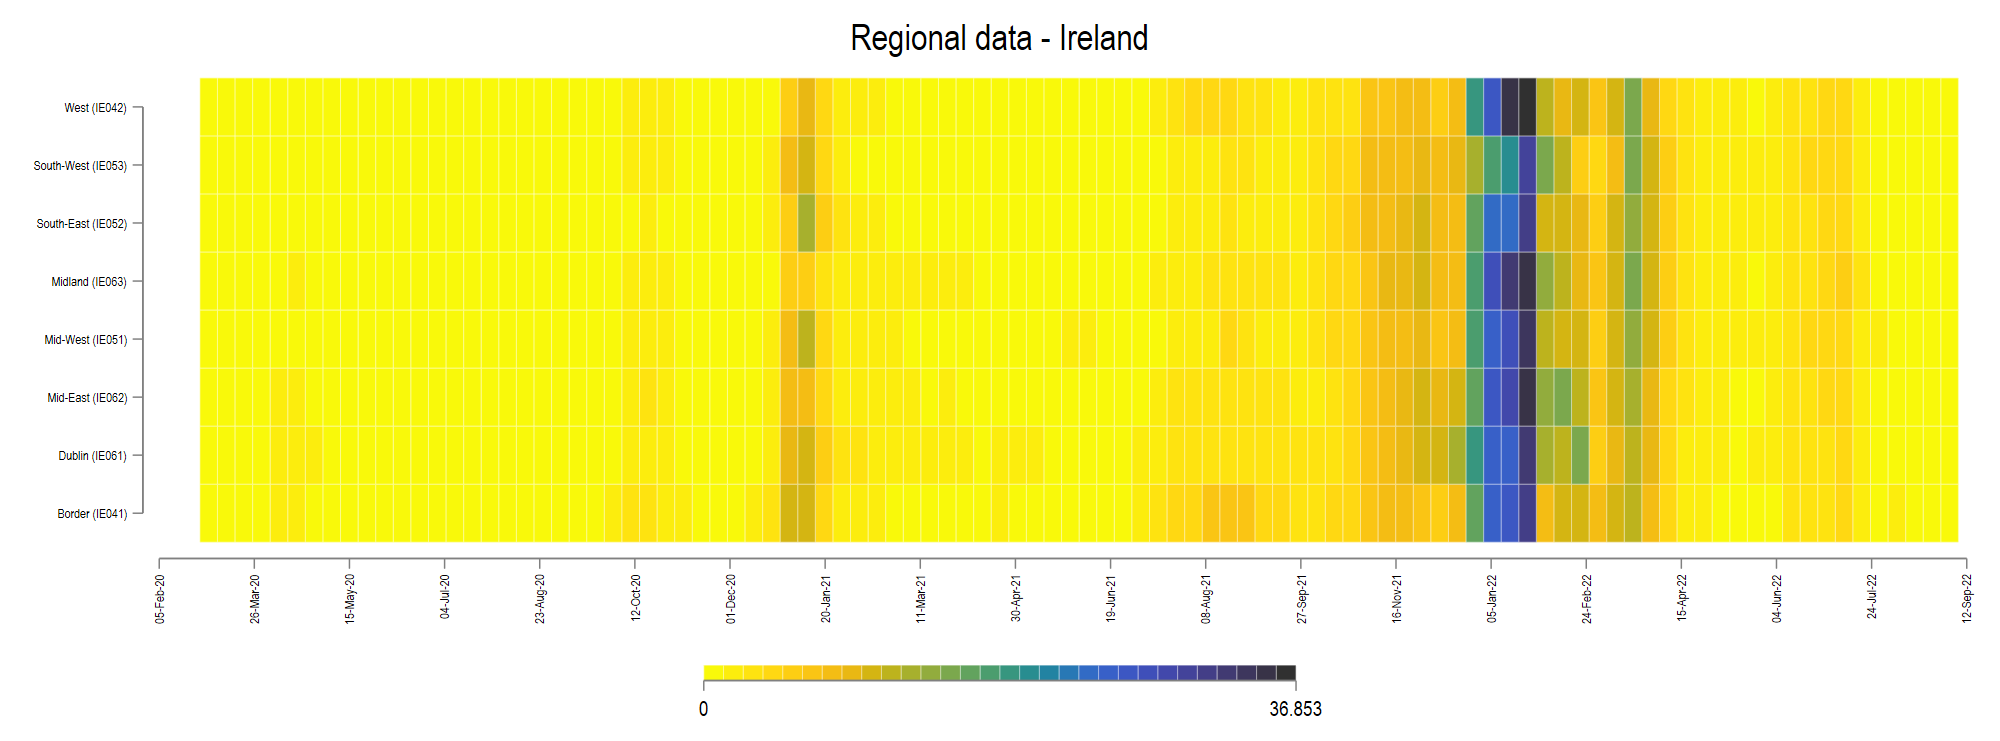 Regional data - Ireland
West (IE042)
South-West (IE053)
South-East (IE052)
Midland (IE063)
Mid-West (IE051)
Mid-East (IE062)
Dublin (IE061)
Border (IE041)
05-Feb-20
26-Mar-20
15-May-20
04-Jul-20
23-Aug-20
12-Oct-20
01-Dec-20
20-Jan-21
11-Mar-21
30-Apr-21
19-Jun-21
08-Aug-21
27-Sep-21
16-Nov-21
05-Jan-22
24-Feb-22
15-Apr-22
04-Jun-22
24-Jul-22
12-Sep-22
0
36.853